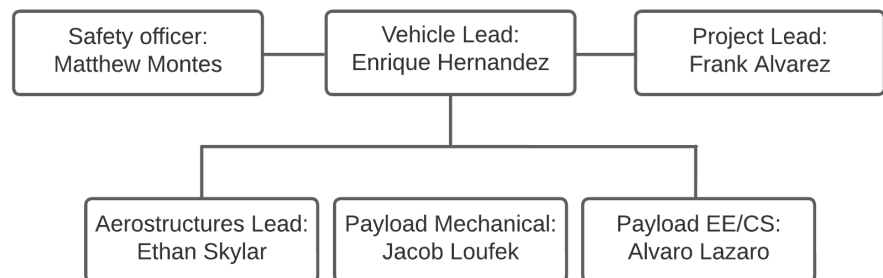 Safety officer:
Matthew Montes
Vehicle Lead:
Enrique Hernandez
Project Lead:
Frank Alvarez
Aerostructures Lead:
Ethan Skylar
Payload Mechanical:
Jacob Loufek
Payload EE/CS:
Alvaro Lazaro